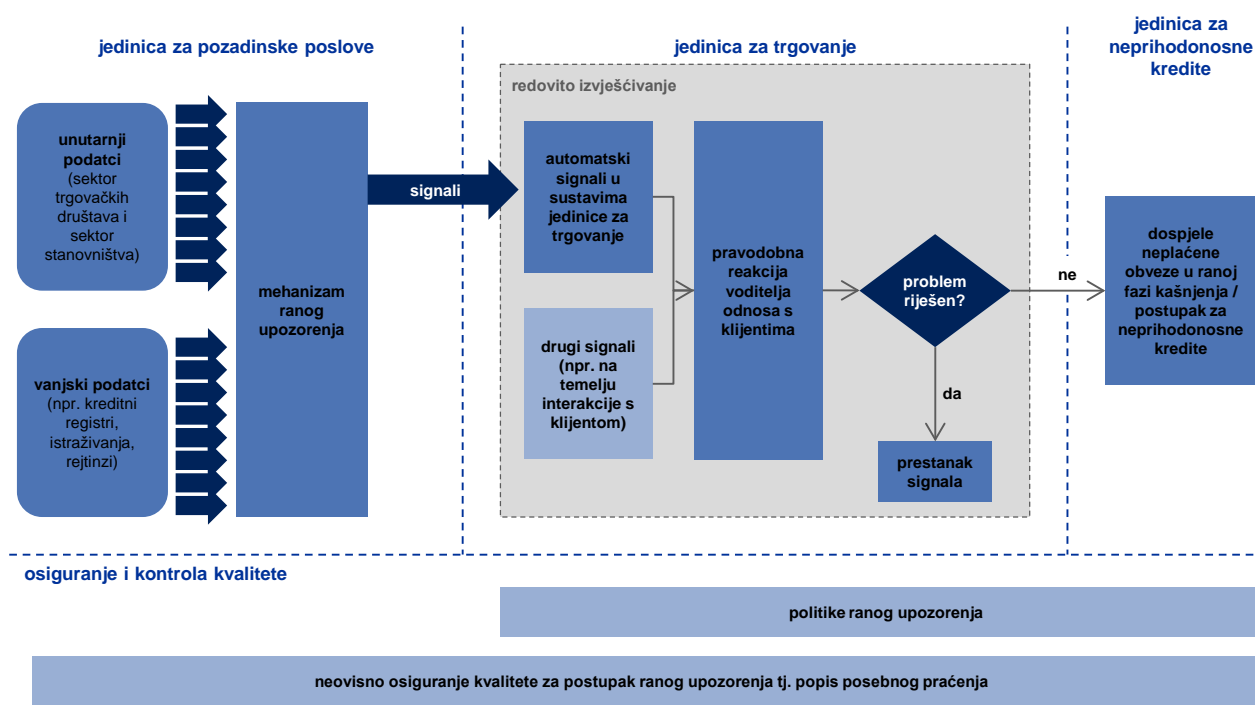 jedinica za pozadinske poslove
jedinica za trgovanje
jedinica za
neprihodonosne
kredite
redovito izvješćivanje
unutarnji
podatci
(sektor
trgovačkih
društava i
sektor
stanovništva)
vanjski podatci
(npr. kreditni
registri,
istraživanja,
rejtinzi)
mehanizam
ranog
upozorenja
signali
automatski
signali u
sustavima
jedinice za
trgovanje
drugi signali
(npr. na
temelju
interakcije s
klijentom)
pravodobna
reakcija
voditelja
odnosa s
klijentima
problem
riješen?
ne
da
prestanak
signala
dospjele
neplaćene
obveze u ranoj
fazi kašnjenja /
postupak za
neprihodonosne
kredite
osiguranje i kontrola kvalitete
politike ranog upozorenja
neovisno osiguranje kvalitete za postupak ranog upozorenja tj. popis posebnog praćenja